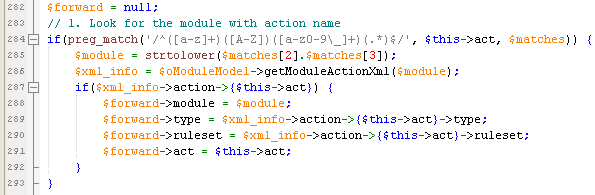 282 $forward = null;
283 // 1. Look for the module with action name
284 if(preg_match('/^([a-z]+)([A-Z])([a-z0-9\_]+)(.*)$/', $this->act, $matches)) {
285 $module = strtolower($matches[2].$matches[3]);
286 $xml_info = $oModuleModel->getModuleActionXml($module);
287 if($xml_info->action->{$this->act}) {
288 $forward->module = $module;
289 $forward->type = $xml_info->action->{$this->act}->type;
290 $forward->ruleset = $xml_info->action->{$this->act}->ruleset;
291 $forward->act = $this->act;
292 }
293 }